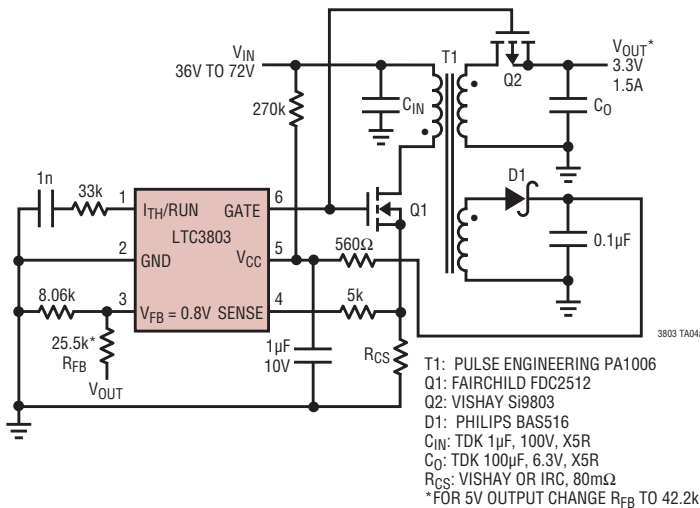 VIN
36V TO 72V
T1
Q2
VOUT*
3.3V
1.5A
270k
CIN
CO
1n
33k
1
ITH/RUN
GATE
6
Q1
D1
LTC3803
2
GND
VCC
5
560Ω
0.1µF
8.06k
3
VFB = 0.8V
SENSE
4
5k
25.5k*
RFB
VOUT
1µF
10V
RCS
3803 TA04a
T1: PULSE ENGINEERING PA1006
Q1: FAIRCHILD FDC2512
Q2: VISHAY Si9803
D1: PHILIPS BAS516
CIN: TDK 1µF, 100V, X5R
CO: TDK 100µF, 6.3V, X5R
RCS: VISHAY OR IRC, 80mΩ
*FOR 5V OUTPUT CHANGE RFB TO 42.2k